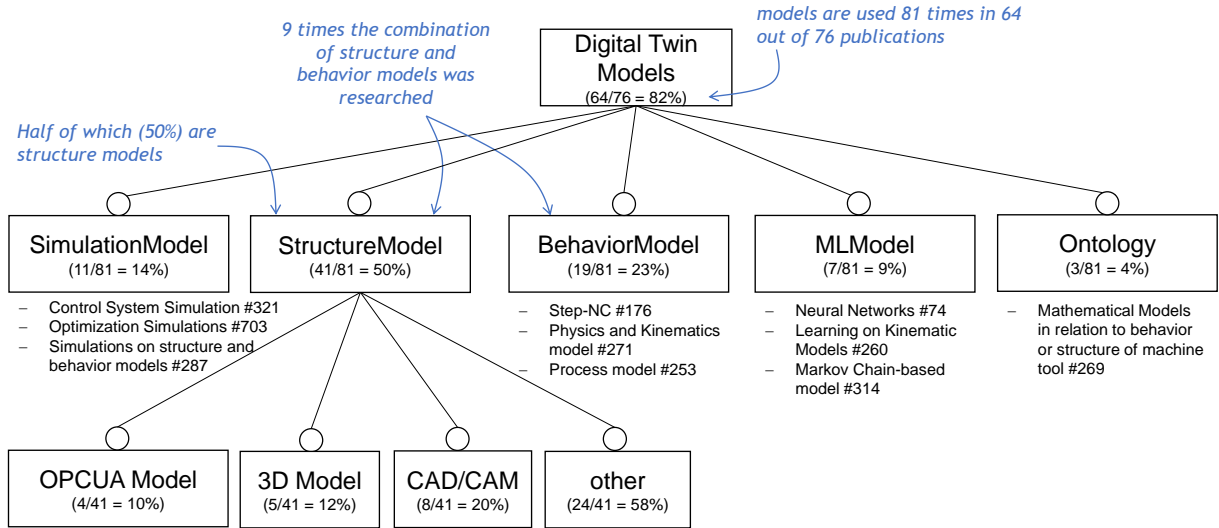 models are used 81 times in 64
out of 76 publications
9 times the combination
of structure and
behavior models was
researched
Digital Twin
Models
(64/76 = 82%)
Half of which (50%) are
structure models
SimulationModel
(11/81 = 14%)
StructureModel
(41/81 = 50%)
BehaviorModel
(19/81 = 23%)
MLModel
(7/81 = 9%)
Ontology
(3/81 = 4%)
– Control System Simulation #321
– Optimization Simulations #703
– Simulations on structure and
behavior models #287
– Step-NC #176
– Physics and Kinematics
model #271
– Process model #253
– Neural Networks #74
– Learning on Kinematic
Models #260
– Markov Chain-based
model #314
– Mathematical Models
in relation to behavior
or structure of machine
tool #269
OPCUA Model
(4/41 = 10%)
3D Model
(5/41 = 12%)
CAD/CAM
(8/41 = 20%)
other
(24/41 = 58%)